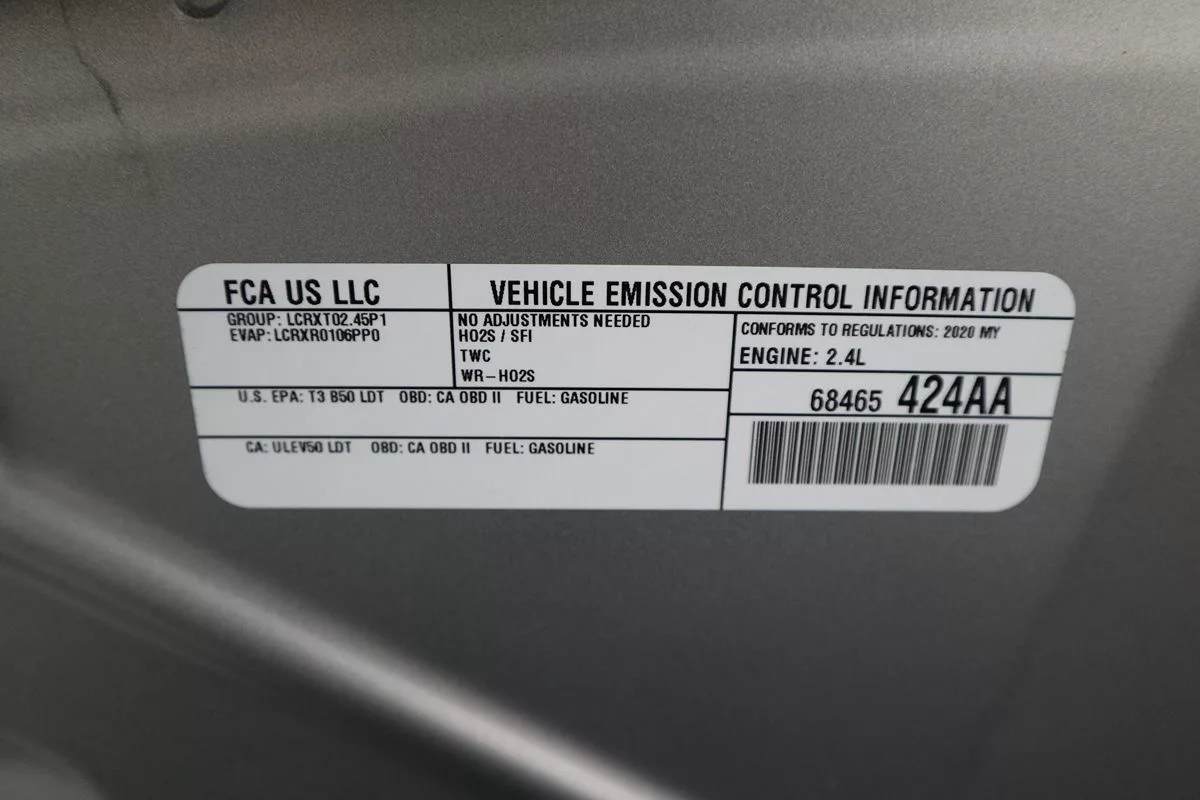 FCA US LLC
VEHICLE EMISSION CONTROL INFORMATION
GROUP: LCRXT02.45P1
EVAP: LCRXR0106PP0
NO ADJUSTMENTS NEEDED
HO2S / SFI
TWC
WR-HO2S
CONFORMS TO REGULATIONS: 2020 MY
ENGINE: 2.4L
68465 424AA
U.S. EPA: T3 B50 LDT OBD: CA OBD II FUEL: GASOLINE
CA: ULEV50 LDT OBD: CA OBD II FUEL: GASOLINE